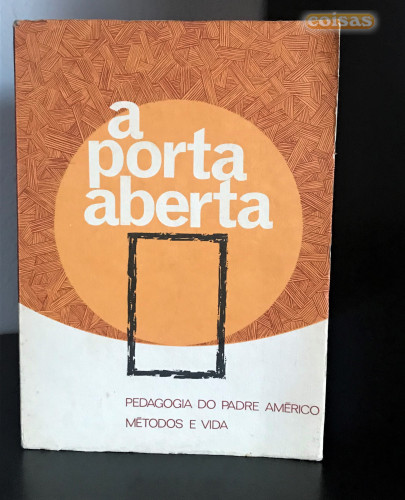 coisas
a
porta
aberta
PEDAGOGIA DO PADRE AMÉRICO
MÉTODOS E VIDA